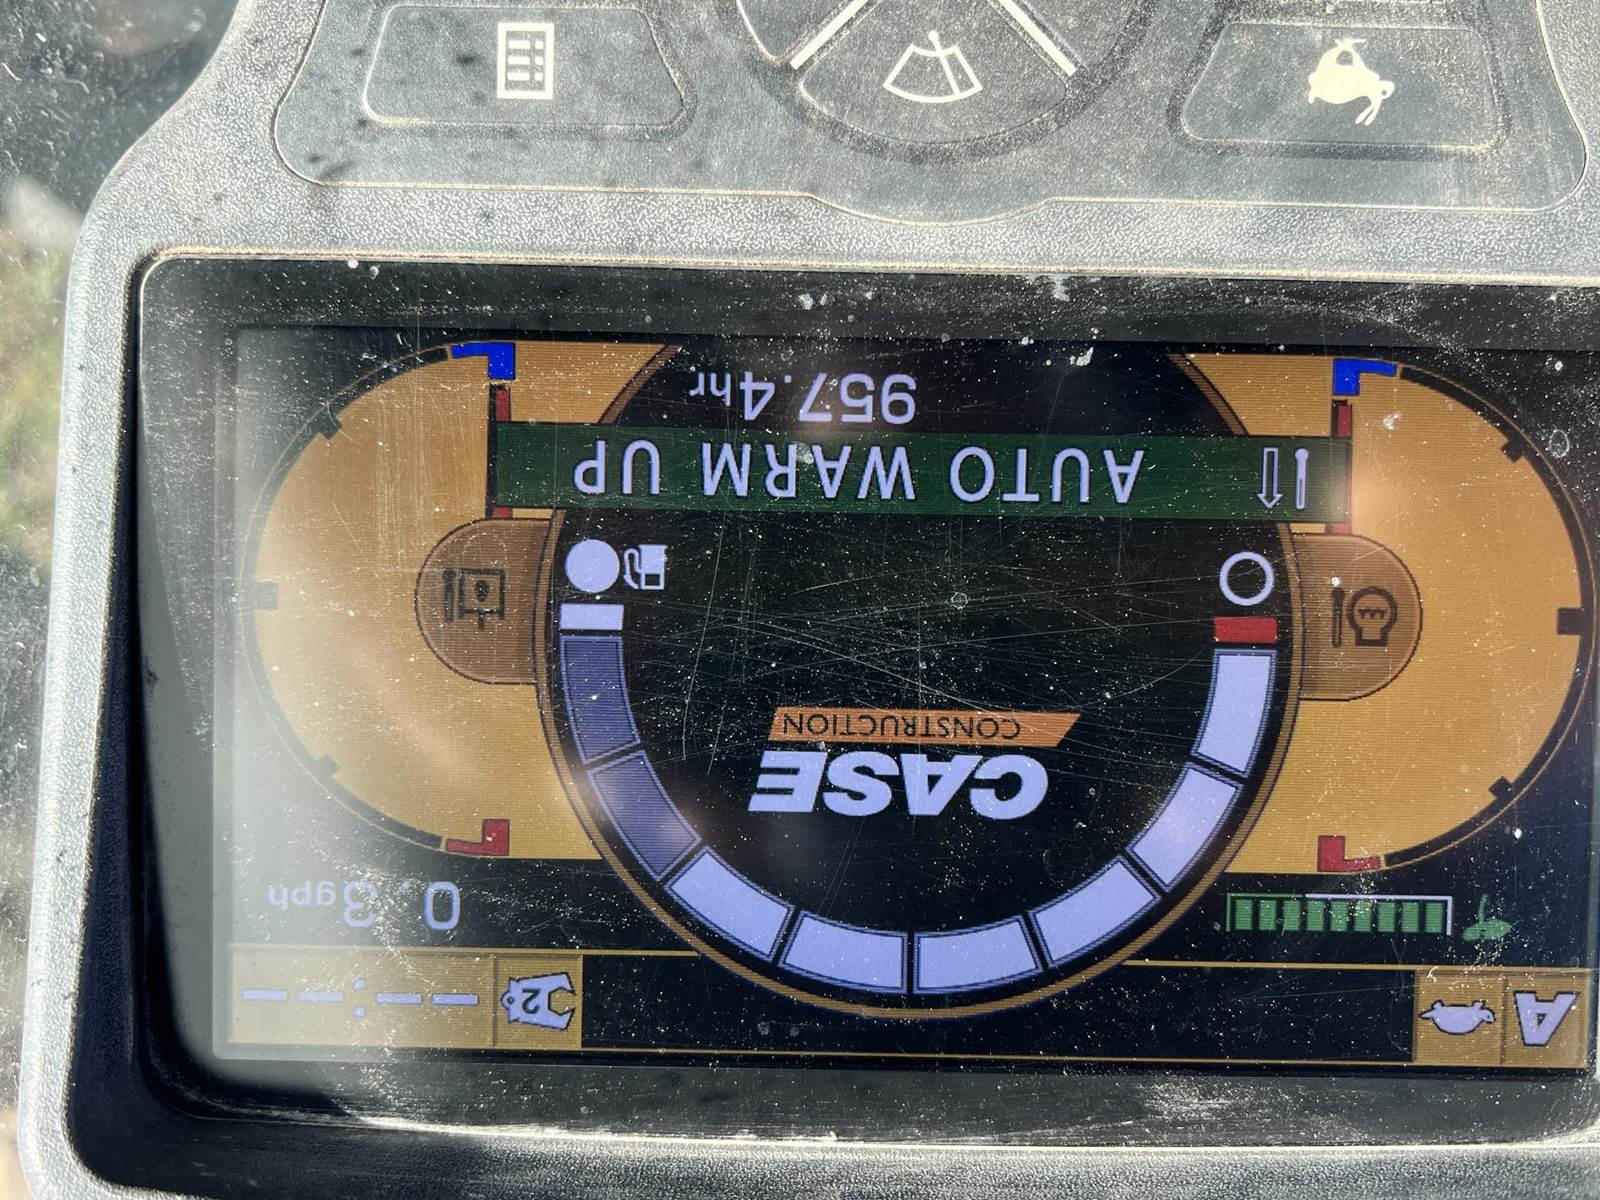 A
2
--:--
0.3gph
CASE
CONSTRUCTION
AUTO WARM UP
957.4hr